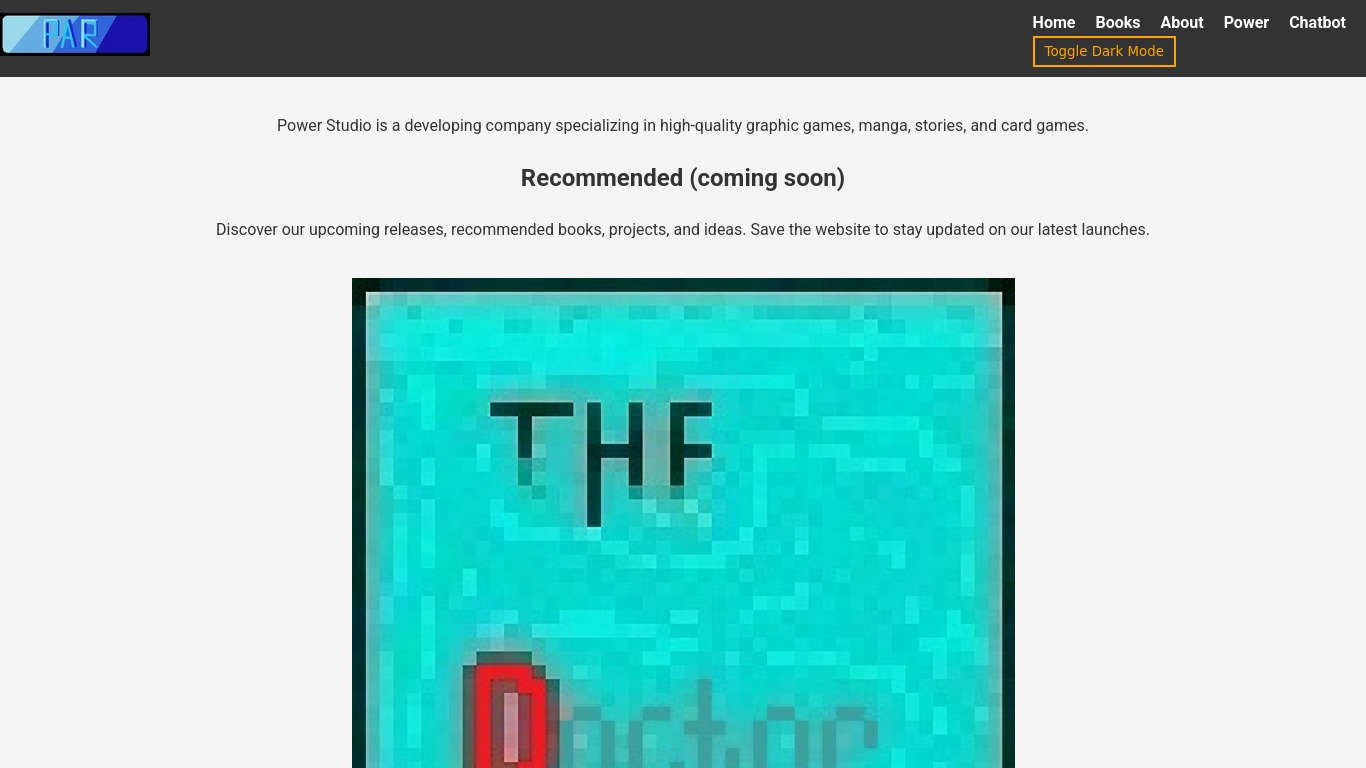 PAR
Home Books About Power Chatbot
Toggle Dark Mode
Power Studio is a developing company specializing in high-quality graphic games, manga, stories, and card games.
Recommended (coming soon)
Discover our upcoming releases, recommended books, projects, and ideas. Save the website to stay updated on our latest launches.
THF
Doctor